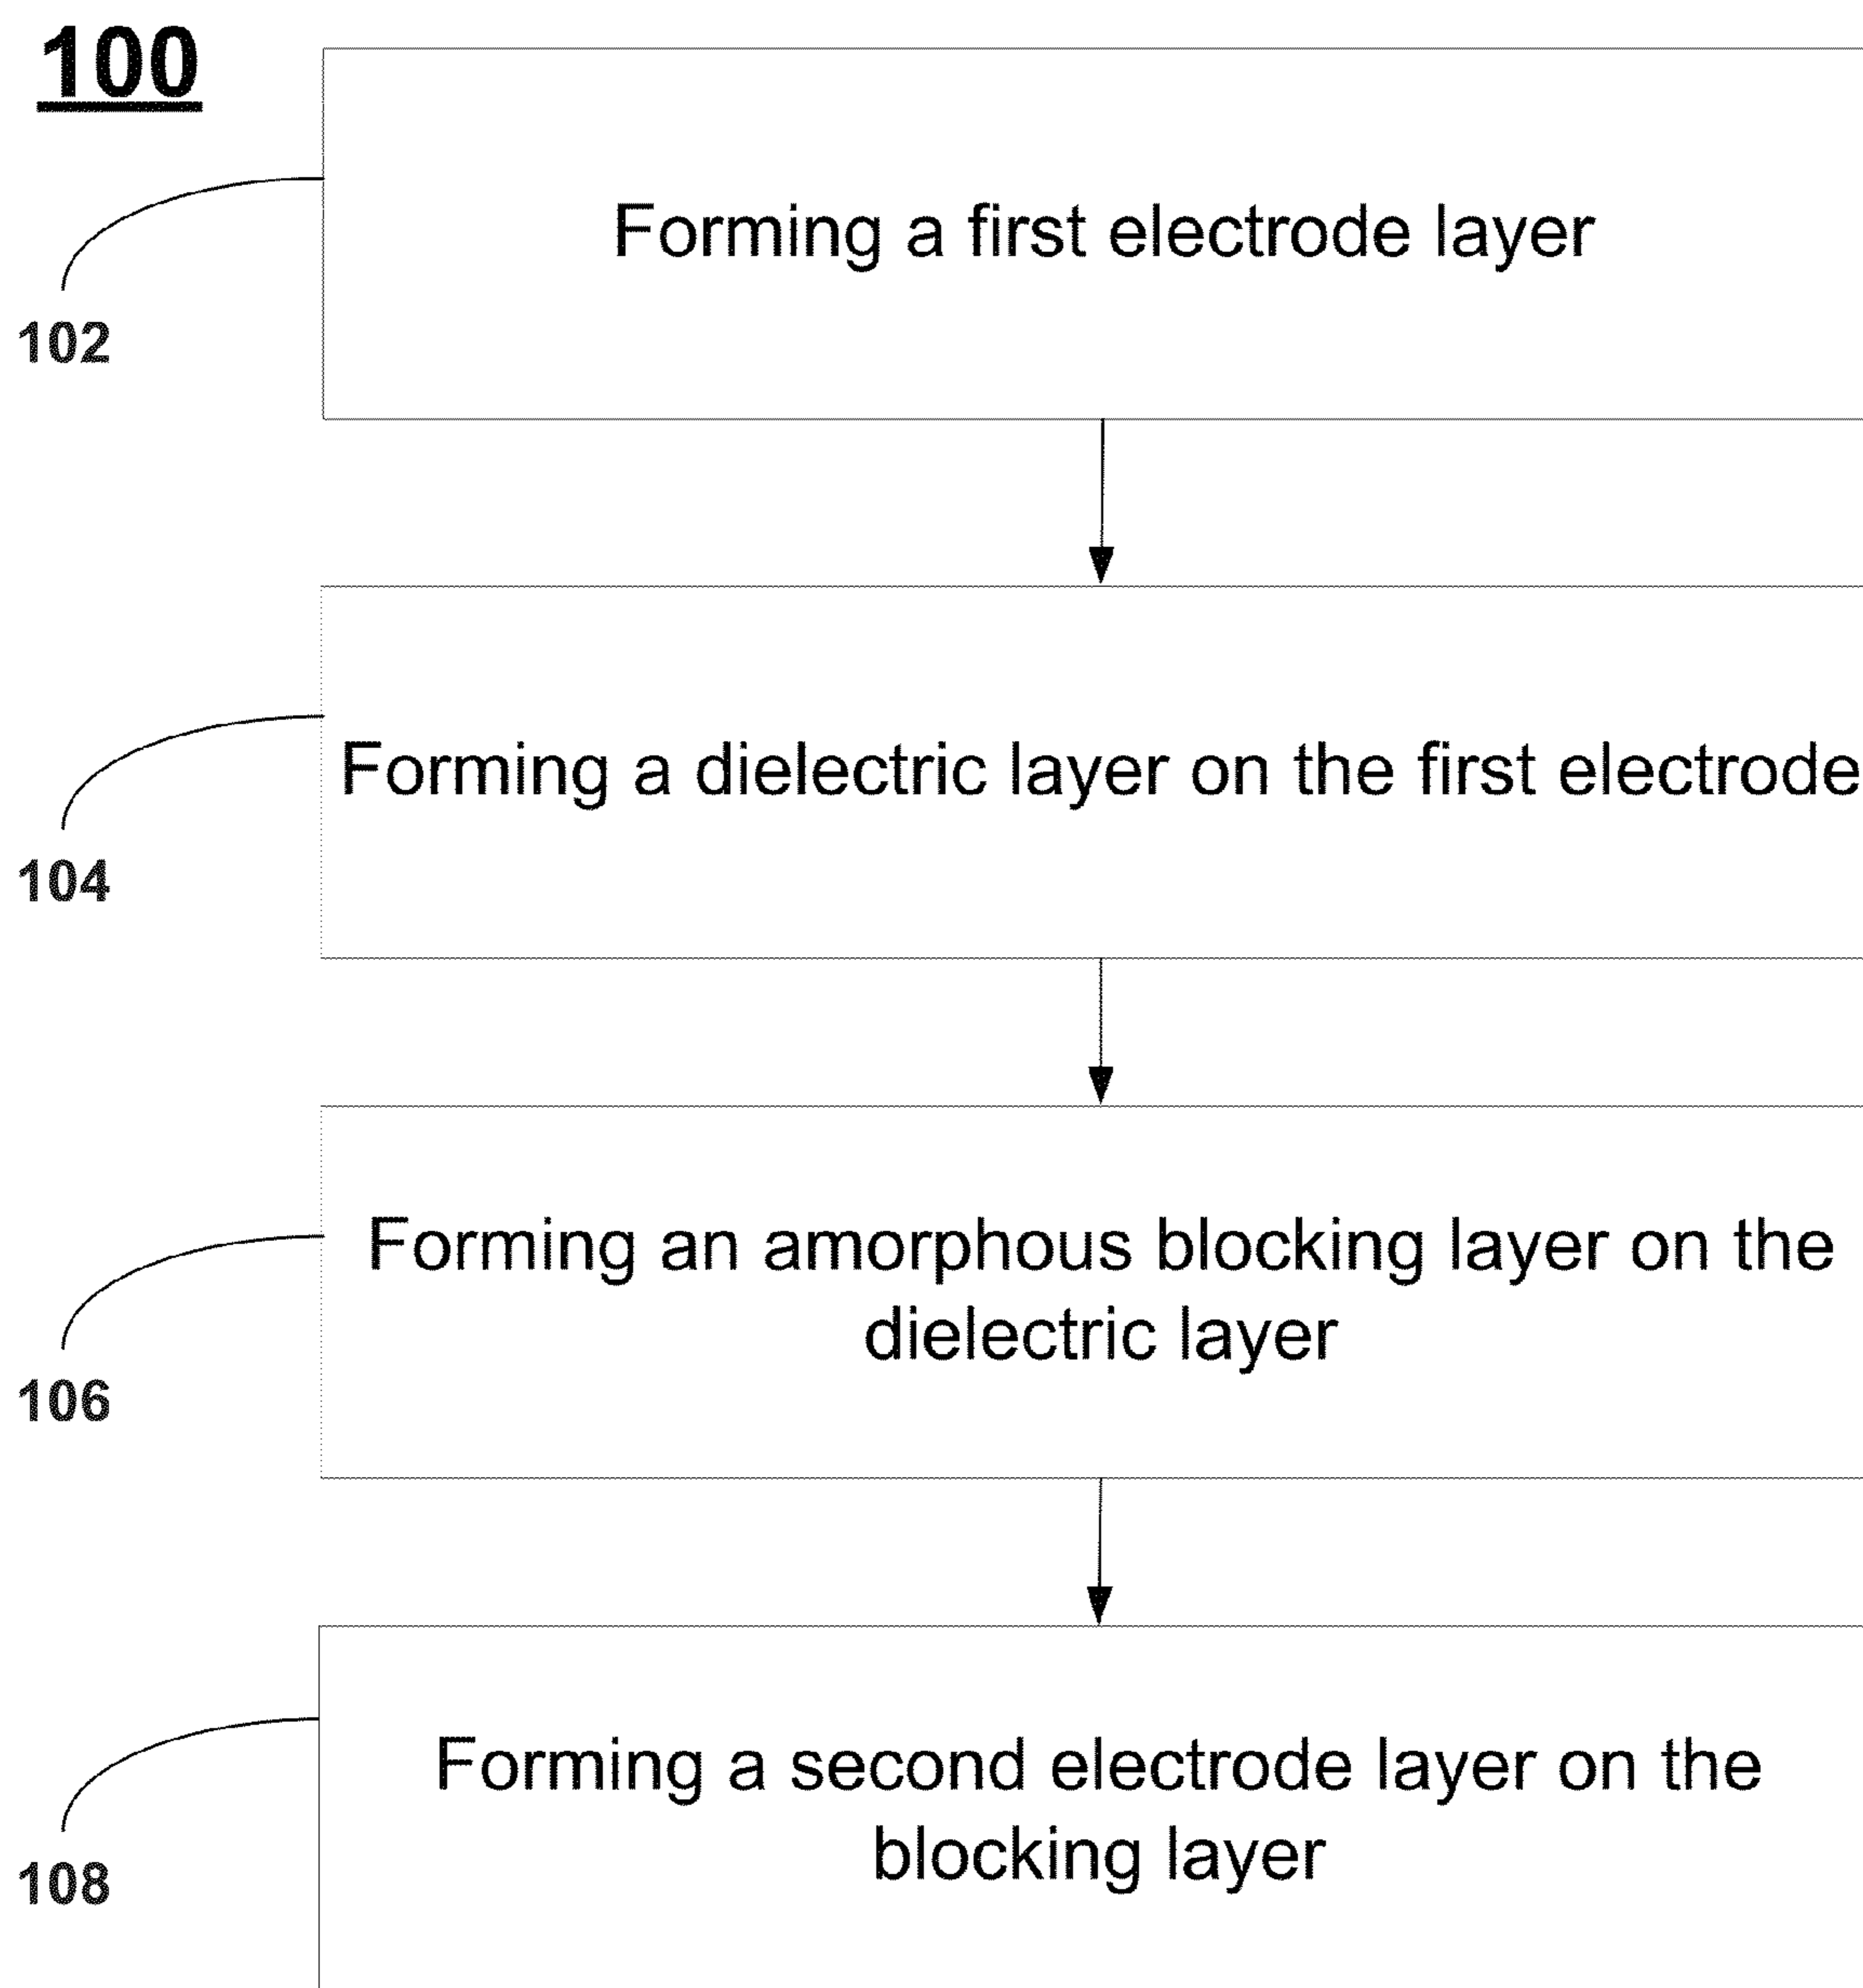 100
Forming a first electrode layer
102
Forming a dielectric layer on the first electrode
104
Forming an amorphous blocking layer on the
dielectric layer
106
Forming a second electrode layer on the
blocking layer
108